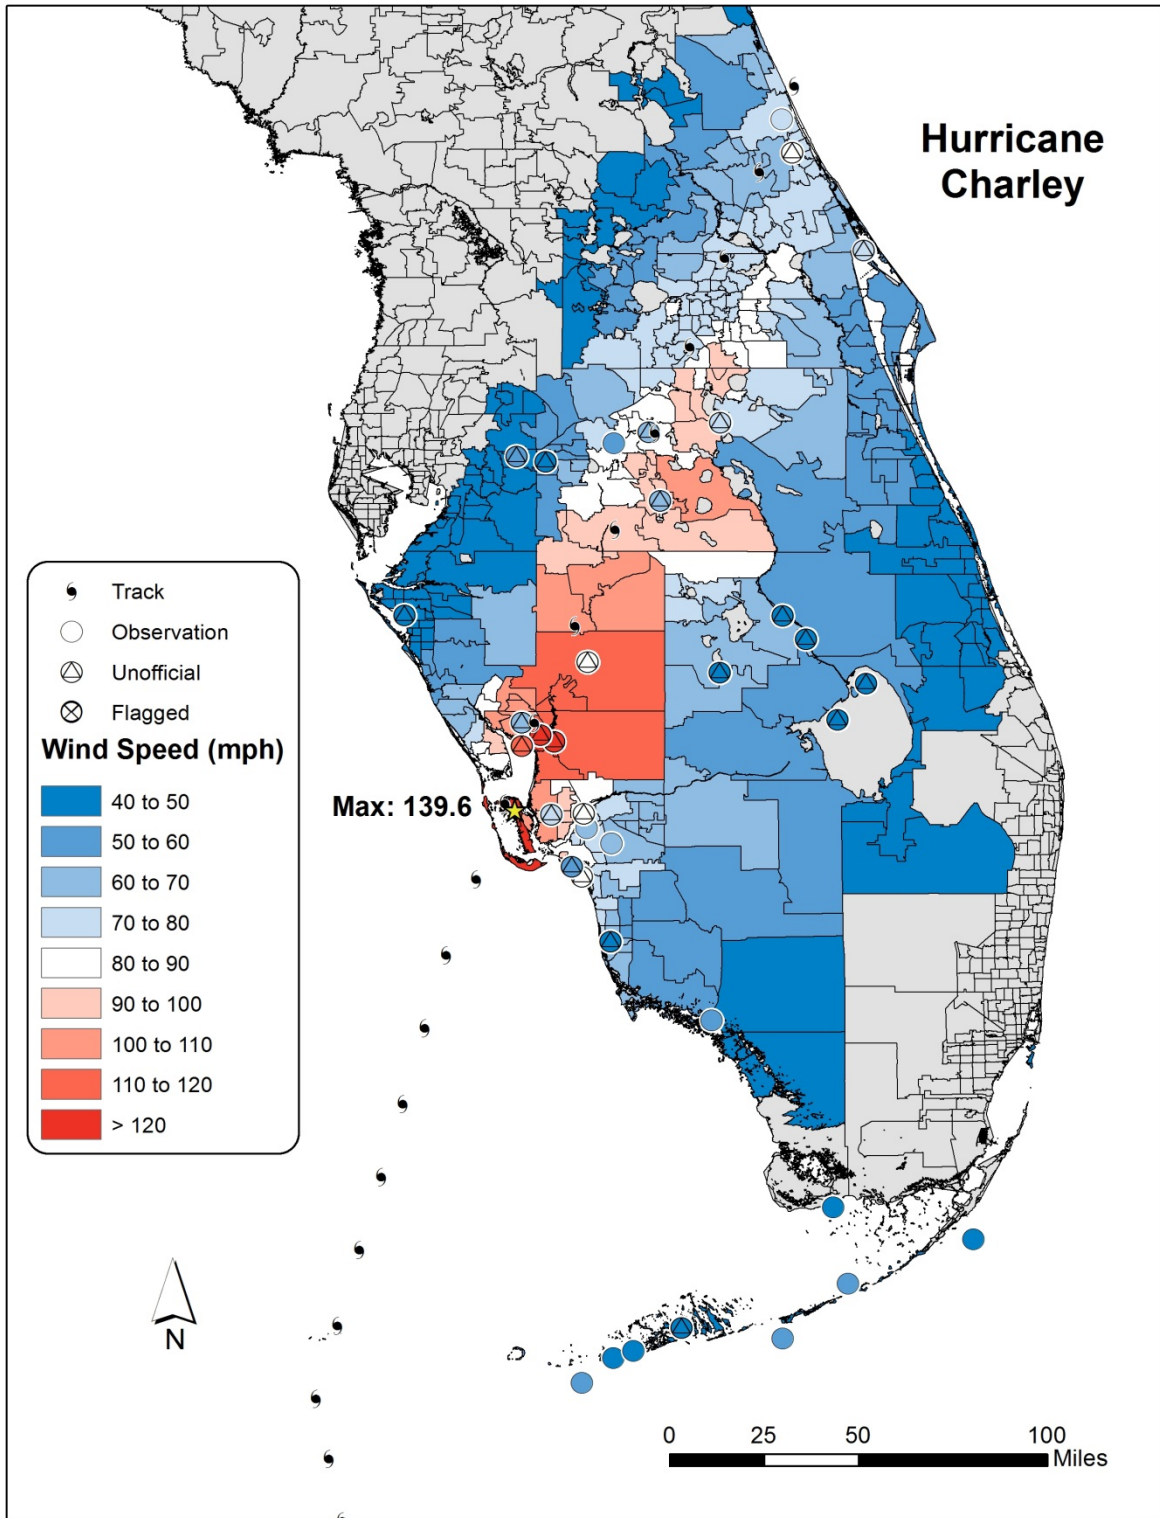 Hurricane
Charley
Track
Observation
Unofficial
Flagged
Wind Speed (mph)
40 to 50
50 to 60
60 to 70
70 to 80
80 to 90
90 to 100
100 to 110
110 to 120
> 120
Max: 139.6
N
0 25 50 100
Miles